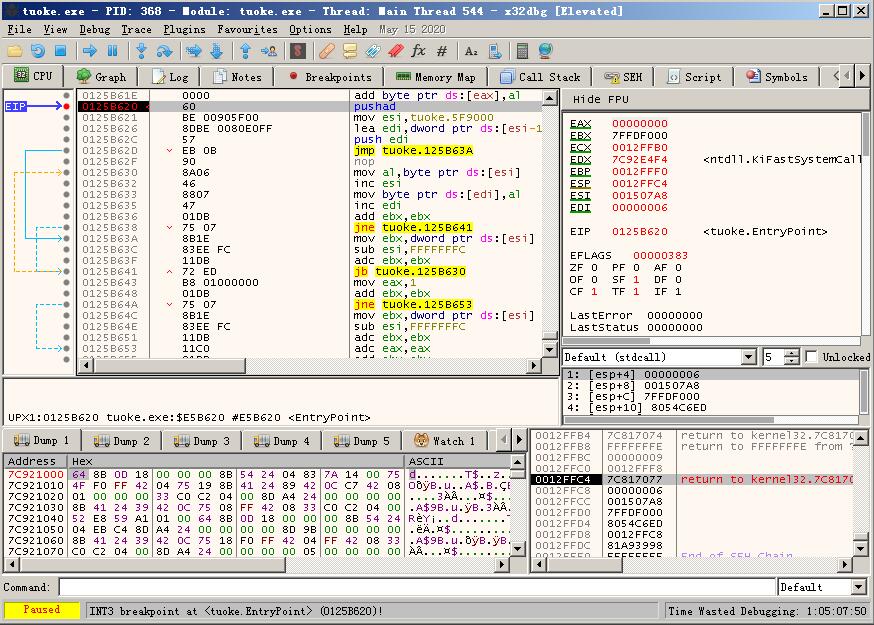 tuoke.exe - PID: 368 - Module: tuoke.exe - Thread: Main Thread 544 - x32dbg [Elevated]
File View Debug Trace Plugins Favourites Options Help May 15 2020
CPU Graph Log Notes Breakpoints Memory Map Call Stack SEH Script Symbols
EIP
0125B61E 0000 add byte ptr ds:[eax],al
0125B620 60 pushad
0125B621 BE 00905F00 mov esi,tuoke.5F9000
0125B626 8DBE 0080E0FF lea edi,dword ptr ds:[esi-1
0125B62C 57 push edi
0125B62D EB 0B jmp tuoke.125B63A
0125B62F 90 nop
0125B630 8A06 mov al,byte ptr ds:[esi]
0125B632 46 inc esi
0125B633 8807 mov byte ptr ds:[edi],al
0125B635 47 inc edi
0125B636 01DB add ebx,ebx
0125B638 75 07 jne tuoke.125B641
0125B63A 8B1E mov ebx,dword ptr ds:[esi]
0125B63C 83EE FC sub esi,FFFFFFFC
0125B63F 11DB adc ebx,ebx
0125B641 72 ED jb tuoke.125B630
0125B643 B8 01000000 mov eax,1
0125B648 01DB add ebx,ebx
0125B64A 75 07 jne tuoke.125B653
0125B64C 8B1E mov ebx,dword ptr ds:[esi]
0125B64E 83EE FC sub esi,FFFFFFFC
0125B651 11DB adc ebx,ebx
0125B653 11C0 adc eax,eax
Hide FPU
EAX 00000000
EBX 7FFDF000
ECX 0012FFB0
EDX 7C92E4F4 <ntdll.KiFastSystemCall
EBP 0012FFF0
ESP 0012FFC4
ESI 001507A8
EDI 00000006
EIP 0125B620 <tuoke.EntryPoint>
EFLAGS 00000383
ZF 0 PF 0 AF 0
OF 0 SF 1 DF 0
CF 1 TF 1 IF 1
LastError 00000000
LastStatus 00000000
Default (stdcall) 5 Unlocked
1: [esp+4] 00000006
2: [esp+8] 001507A8
3: [esp+C] 7FFDF000
4: [esp+10] 8054C6ED
UPX1:0125B620 tuoke.exe:$E5B620 #E5B620 <EntryPoint>
Dump 1 Dump 2 Dump 3 Dump 4 Dump 5 Watch 1
Address Hex ASCII
7C921000 64 8B 0D 18 00 00 00 8B 54 24 04 83 7A 14 00 75 d.......T$..z.
7C921010 4F F0 FF 42 04 75 19 8B 41 24 89 42 0C C7 42 08 OðÿB.u..A$.B.
7C921020 01 00 00 00 33 C0 C2 04 00 8D A4 24 00 00 00 00 ....3ÀÂ...¤$.
7C921030 8B 41 24 39 42 0C 75 08 FF 42 08 33 C0 C2 04 00 .A$9B.u.ÿB.3ÀÂ
7C921040 52 E8 59 A1 01 00 64 8B 0D 18 00 00 00 8B 54 RèY¡..d.......
7C921050 04 EB C4 8D A4 24 00 00 00 00 8D 9B 00 00 00 00 .ëÄ.¤$........
7C921060 8B 41 24 39 42 0C 75 18 F0 FF 42 04 FF 42 08 33 .A$9B.u.ðÿB.ÿB
7C921070 C0 C2 04 00 8D A4 24 00 00 00 00 05 00 00 00 00 ÀÂ...¤$.......
0012FFB4 7C817074 return to kernel32.7C8170
0012FFB8 FFFFFFFE return to FFFFFFFE from ?
0012FFBC 00000009
0012FFC0 0012FFF8
0012FFC4 7C817077 return to kernel32.7C8170
0012FFC8 00000006
0012FFCC 001507A8
0012FFD0 7FFDF000
0012FFD4 8054C6ED
0012FFD8 0012FFC8
0012FFDC 81A93998
End of SEH Chain
Command: Default
Paused INT3 breakpoint at <tuoke.EntryPoint> (0125B620)! Time Wasted Debugging: 1:05:07:50